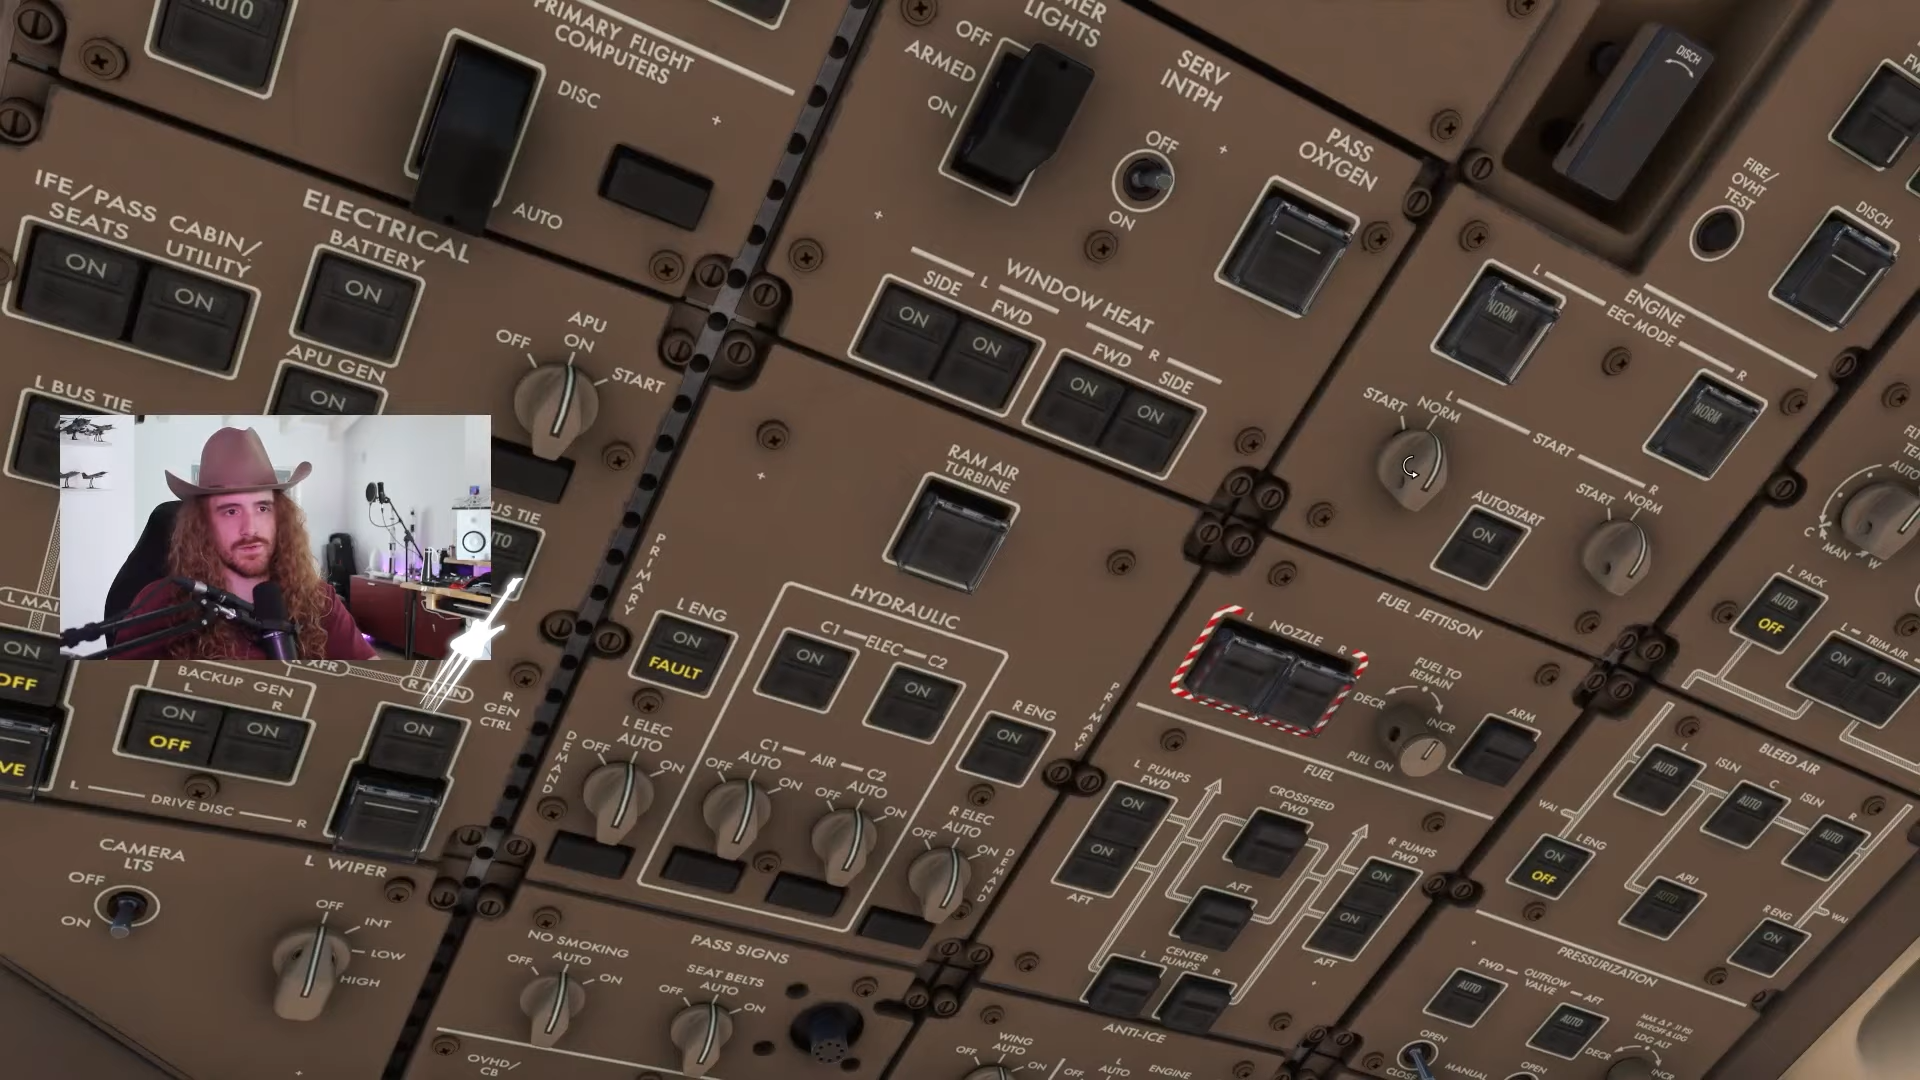 AUTO
PRIMARY FLIGHT
COMPUTERS
DISC
AUTO
IFE/PASS
SEATS
CABIN/
UTILITY
ON
ON
ELECTRICAL
BATTERY
ON
APU GEN
ON
APU
OFF
ON
START
L BUS TIE
BACKUP GEN
L
R
ON
OFF
ON
L
DRIVE DISC
R
R
GEN
CTRL
ON
CAMERA
LTS
OFF
ON
L WIPER
OFF
INT
LOW
HIGH
LIGHTS
OFF
ARMED
ON
SERV
INTPH
OFF
ON
PASS
OXYGEN
WINDOW HEAT
L
SIDE
FWD
R
FWD
SIDE
ON
ON
ON
ON
RAM AIR
TURBINE
HYDRAULIC
PRIMARY
L ENG
ON
FAULT
C1
ELEC
C2
ON
ON
R ENG
ON
PRIMARY
DEMAND
L ELEC
OFF
AUTO
ON
C1
AIR
C2
OFF
AUTO
ON
OFF
AUTO
ON
R ELEC
OFF
AUTO
ON
DEMAND
PASS SIGNS
NO SMOKING
OFF
AUTO
ON
SEAT BELTS
OFF
AUTO
ON
OVHD/
CB
DISCH
FIRE/
OVHT
TEST
DISCH
ENGINE
EEC MODE
L
R
NORM
NORM
START
NORM
L
START
R
START
NORM
AUTOSTART
ON
FUEL JETTISON
L
NOZZLE
R
FUEL TO
REMAIN
DECR
INCR
PULL ON
ARM
FUEL
L PUMPS
FWD
ON
ON
AFT
CROSSFEED
FWD
AFT
R PUMPS
FWD
ON
ON
AFT
CENTER
PUMPS
L
R
ANTI-ICE
WING
AUTO
OFF
ON
L
ENGINE
OFF
AUTO
AUTO
C
MAN
W
L PACK
AUTO
OFF
L
TRIM AIR
ON
ON
BLEED AIR
L
ISLN
C
ISLN
R
AUTO
AUTO
AUTO
WAI
L ENG
ON
OFF
APU
AUTO
R ENG
ON
WAI
PRESSURIZATION
FWD
OUTFLOW
VALVE
AFT
AUTO
AUTO
OPEN
MANUAL
OPEN
DECR
LDG ALT
INCR